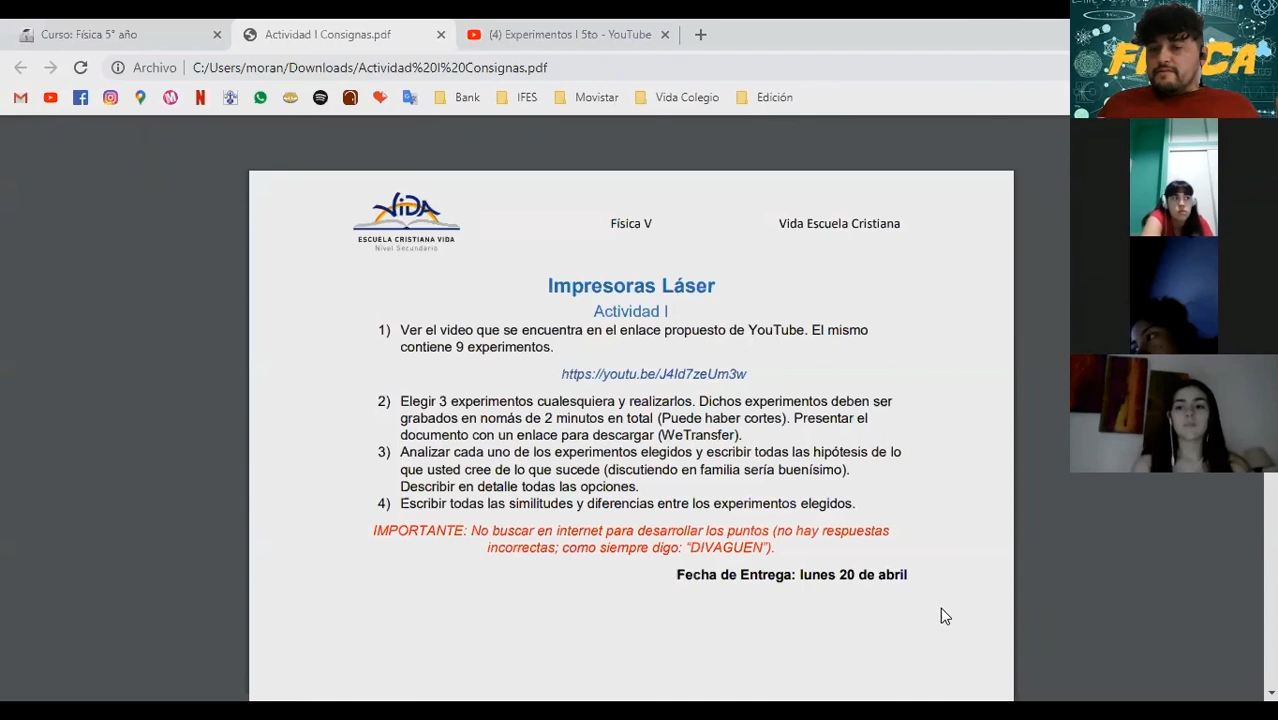 Curso: Física 5° año
Actividad I Consignas.pdf
(4) Experimentos I 5to - YouTube
Archivo
C:/Users/moran/Downloads/Actividad%20I%20Consignas.pdf
Bank
IFES
Movistar
Vida Colegio
Edición
ViDA
ESCUELA CRISTIANA VIDA
Nivel Secundario
Física V
Vida Escuela Cristiana
Impresoras Láser
Actividad I
1) Ver el video que se encuentra en el enlace propuesto de YouTube. El mismo
contiene 9 experimentos.
https://youtu.be/J4Id7zeUm3w
2) Elegir 3 experimentos cualesquiera y realizarlos. Dichos experimentos deben ser
grabados en nomás de 2 minutos en total (Puede haber cortes). Presentar el
documento con un enlace para descargar (WeTransfer).
3) Analizar cada uno de los experimentos elegidos y escribir todas las hipótesis de lo
que usted cree de lo que sucede (discutiendo en familia sería buenísimo).
Describir en detalle todas las opciones.
4) Escribir todas las similitudes y diferencias entre los experimentos elegidos.
IMPORTANTE: No buscar en internet para desarrollar los puntos (no hay respuestas
incorrectas; como siempre digo: “DIVAGUEN”).
Fecha de Entrega: lunes 20 de abril